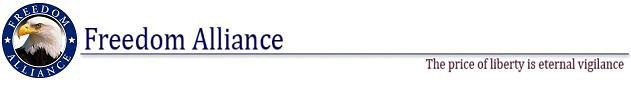 FREEDOM
ALLIANCE
Freedom Alliance
The price of liberty is eternal vigilance